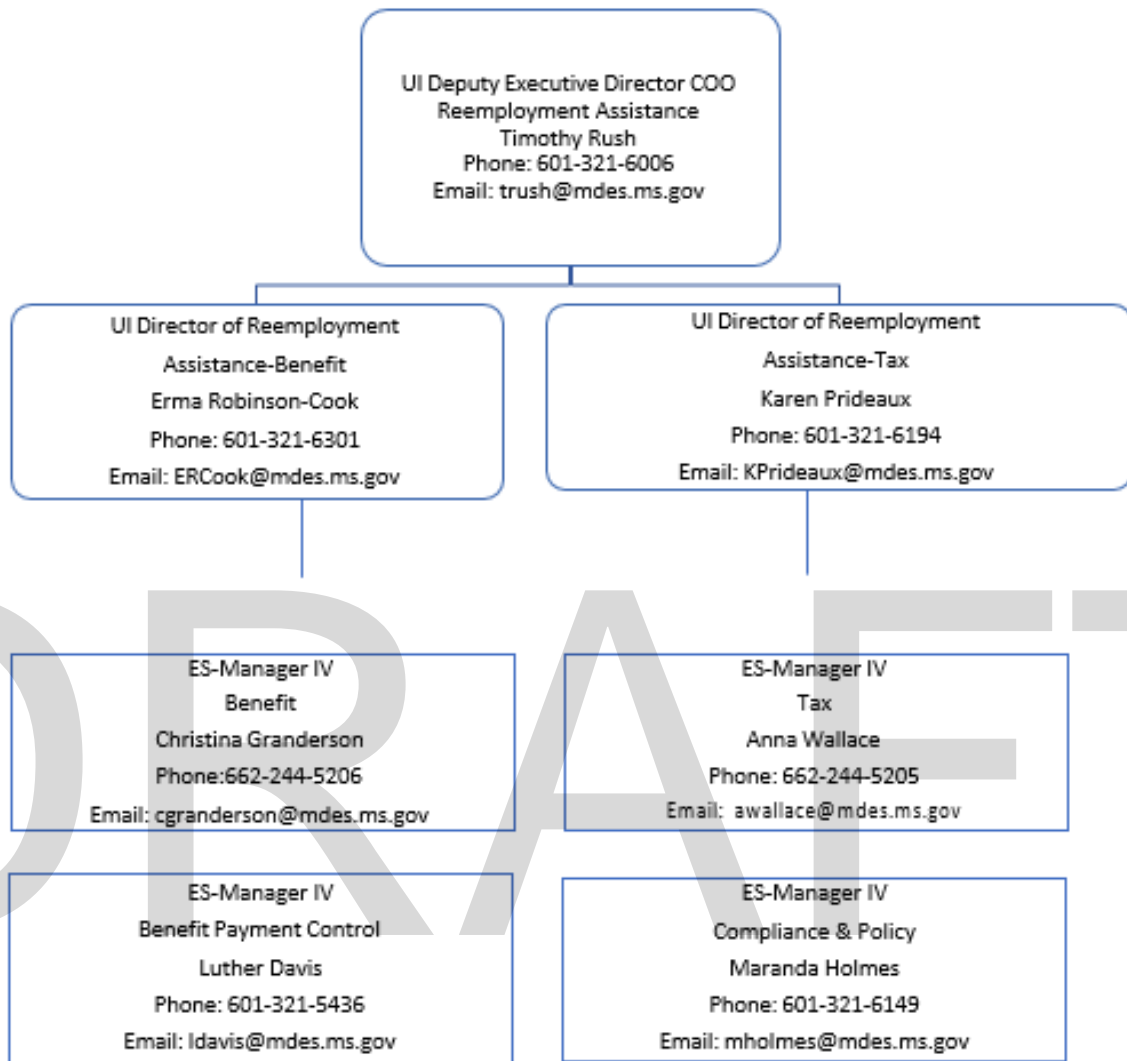 UI Deputy Executive Director COO
Reemployment Assistance
Timothy Rush
Phone: 601-321-6006
Email: trush@mdes.ms.gov
UI Director of Reemployment
Assistance-Benefit
Erma Robinson-Cook
Phone: 601-321-6301
Email: ERCook@mdes.ms.gov
UI Director of Reemployment
Assistance-Tax
Karen Prideaux
Phone: 601-321-6194
Email: KPrideaux@mdes.ms.gov
ES-Manager IV
Benefit
Christina Granderson
Phone:662-244-5206
Email: cgranderson@mdes.ms.gov
ES-Manager IV
Tax
Anna Wallace
Phone: 662-244-5205
Email: awallace@mdes.ms.gov
ES-Manager IV
Benefit Payment Control
Luther Davis
Phone: 601-321-5436
Email: ldavis@mdes.ms.gov
ES-Manager IV
Compliance & Policy
Maranda Holmes
Phone: 601-321-6149
Email: mholmes@mdes.ms.gov
DRAFT